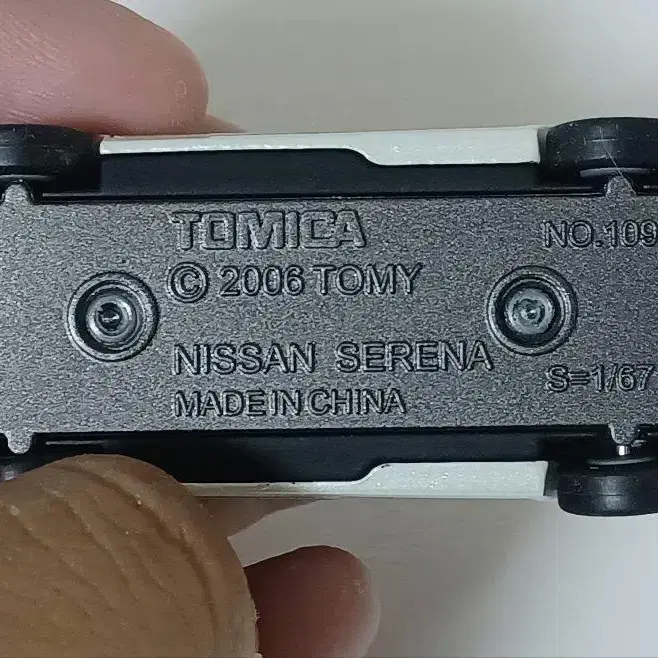 TOMICA NO.109
© 2006 TOMY
NISSAN SERENA
S=1/67
MADE IN CHINA